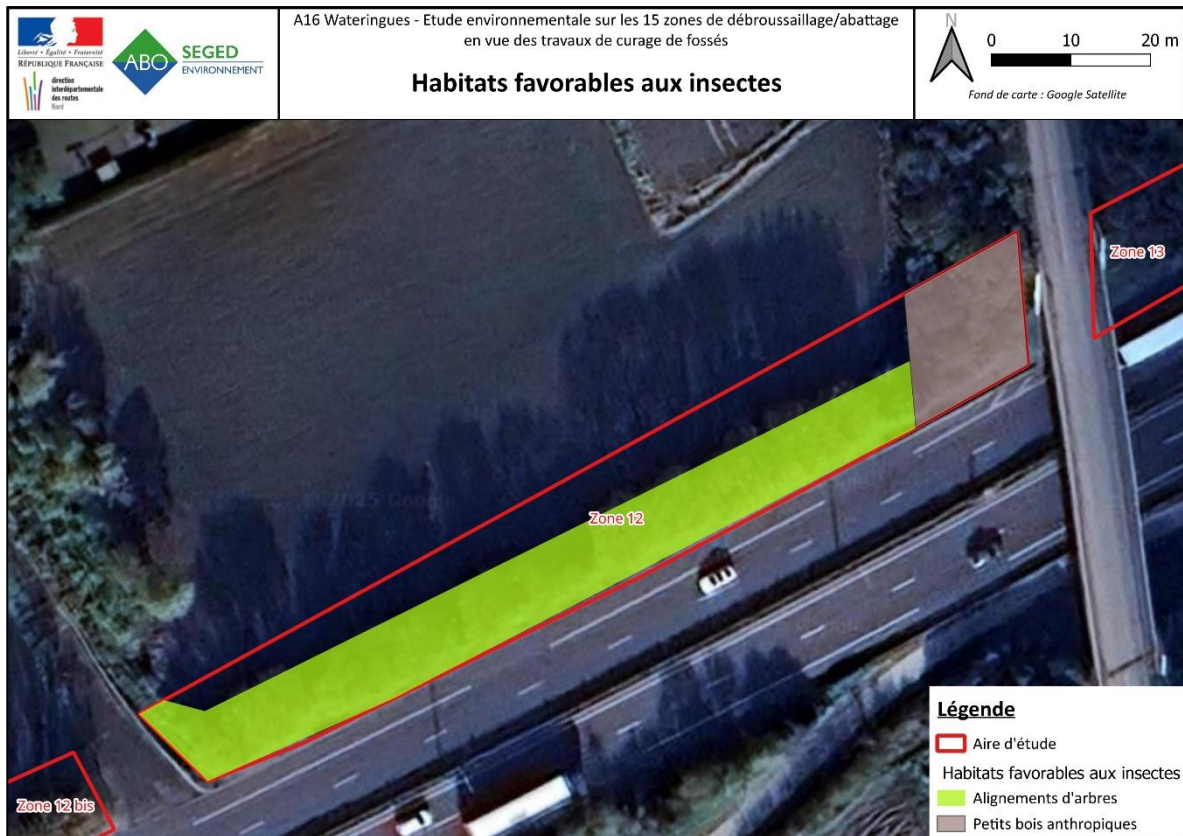 Liberté • Égalité • Fraternité
RÉPUBLIQUE FRANÇAISE
direction
interdépartementale
des routes
Nord
ABO
SEGED
ENVIRONNEMENT
A16 Wateringues - Etude environnementale sur les 15 zones de débroussaillage/abattage
en vue des travaux de curage de fossés
Habitats favorables aux insectes
N
0 10 20 m
Fond de carte : Google Satellite
Zone 13
Zone 12
Zone 12 bis
Légende
Aire d'étude
Habitats favorables aux insectes
Alignements d'arbres
Petits bois anthropiques